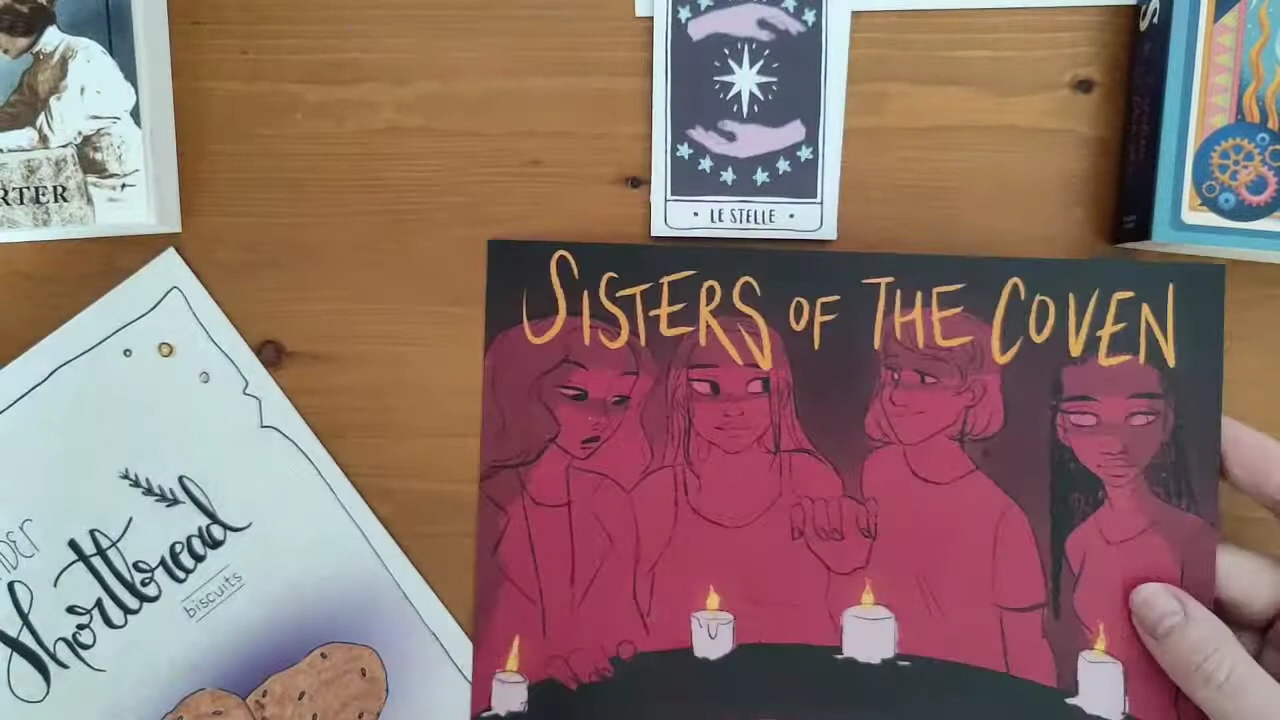 RTER
• LE STELLE •
SISTERS OF THE COVEN
Shortbread
biscuits